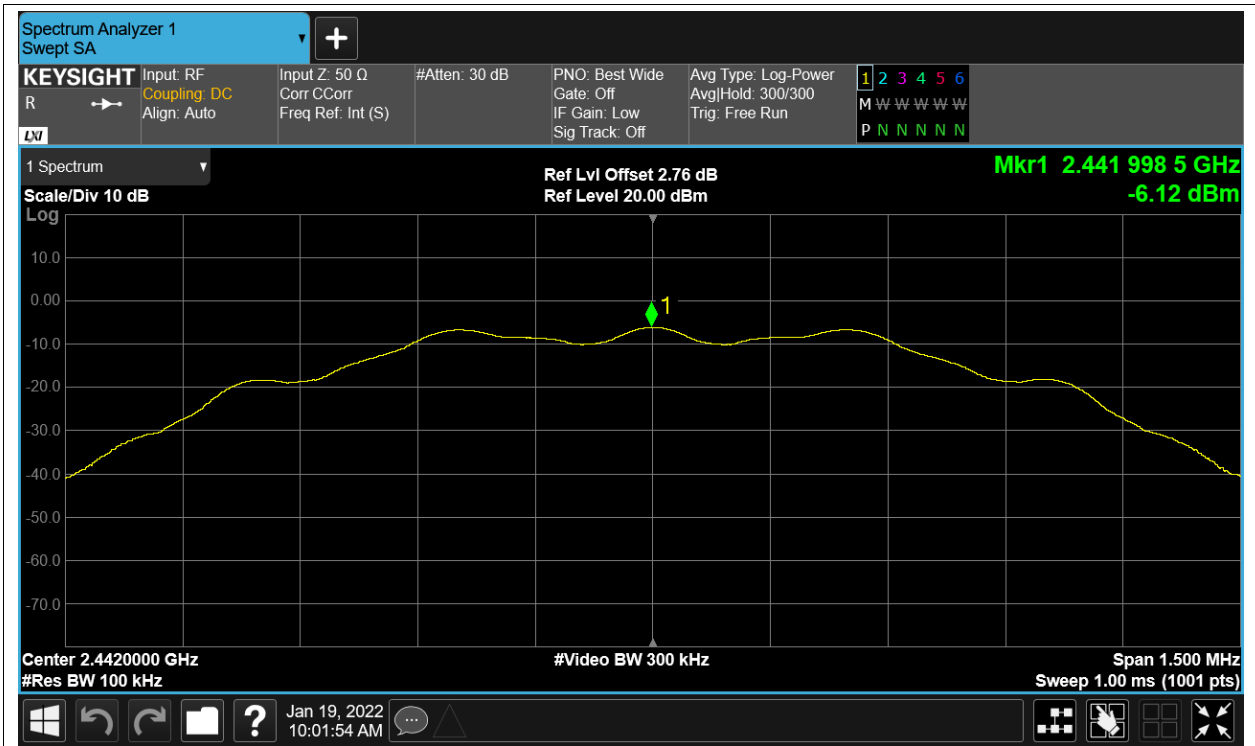 Spectrum Analyzer 1
Swept SA
KEYSIGHT
R
LXI
Input: RF
Coupling: DC
Align: Auto
Input Z: 50 Ω
Corr CCorr
Freq Ref: Int (S)
#Atten: 30 dB
PNO: Best Wide
Gate: Off
IF Gain: Low
Sig Track: Off
Avg Type: Log-Power
Avg|Hold: 300/300
Trig: Free Run
1 2 3 4 5 6
M W W W W W W
P N N N N N N
1 Spectrum
Scale/Div 10 dB
Log
Ref Lvl Offset 2.76 dB
Ref Level 20.00 dBm
Mkr1 2.441 998 5 GHz
-6.12 dBm
10.0
0.00
1
-10.0
-20.0
-30.0
-40.0
-50.0
-60.0
-70.0
Center 2.4420000 GHz
#Res BW 100 kHz
#Video BW 300 kHz
Span 1.500 MHz
Sweep 1.00 ms (1001 pts)
?
Jan 19, 2022
10:01:54 AM